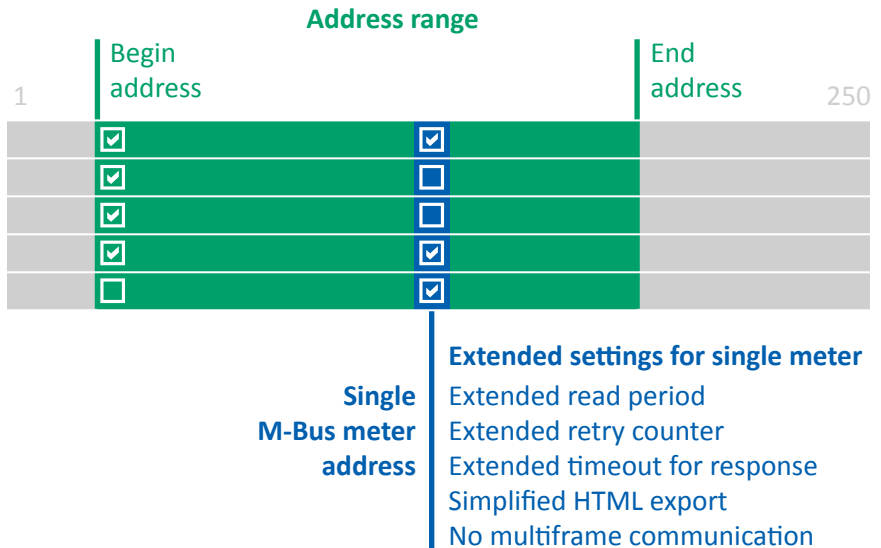 Address range
Begin
address
End
address
1
250
Extended settings for single meter
Single
M-Bus meter
address
Extended read period
Extended retry counter
Extended timeout for response
Simplified HTML export
No multiframe communication